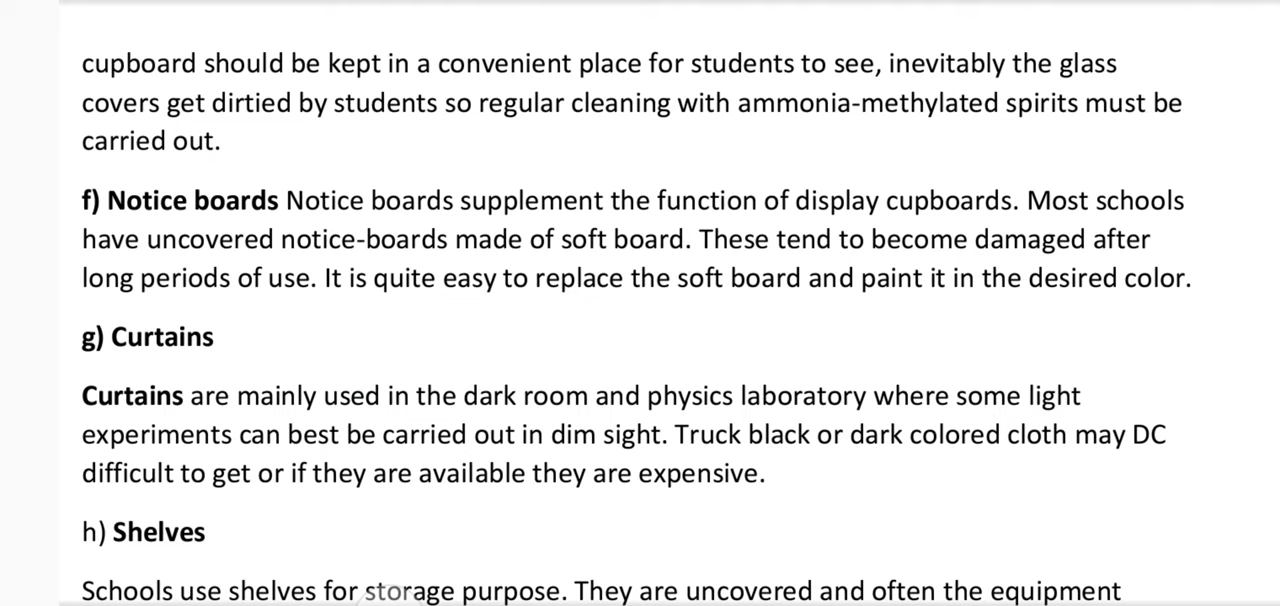 cupboard should be kept in a convenient place for students to see, inevitably the glass
covers get dirtied by students so regular cleaning with ammonia-methylated spirits must be
carried out.
f) Notice boards Notice boards supplement the function of display cupboards. Most schools
have uncovered notice-boards made of soft board. These tend to become damaged after
long periods of use. It is quite easy to replace the soft board and paint it in the desired color.
g) Curtains
Curtains are mainly used in the dark room and physics laboratory where some light
experiments can best be carried out in dim sight. Truck black or dark colored cloth may DC
difficult to get or if they are available they are expensive.
h) Shelves
Schools use shelves for storage purpose. They are uncovered and often the equipment